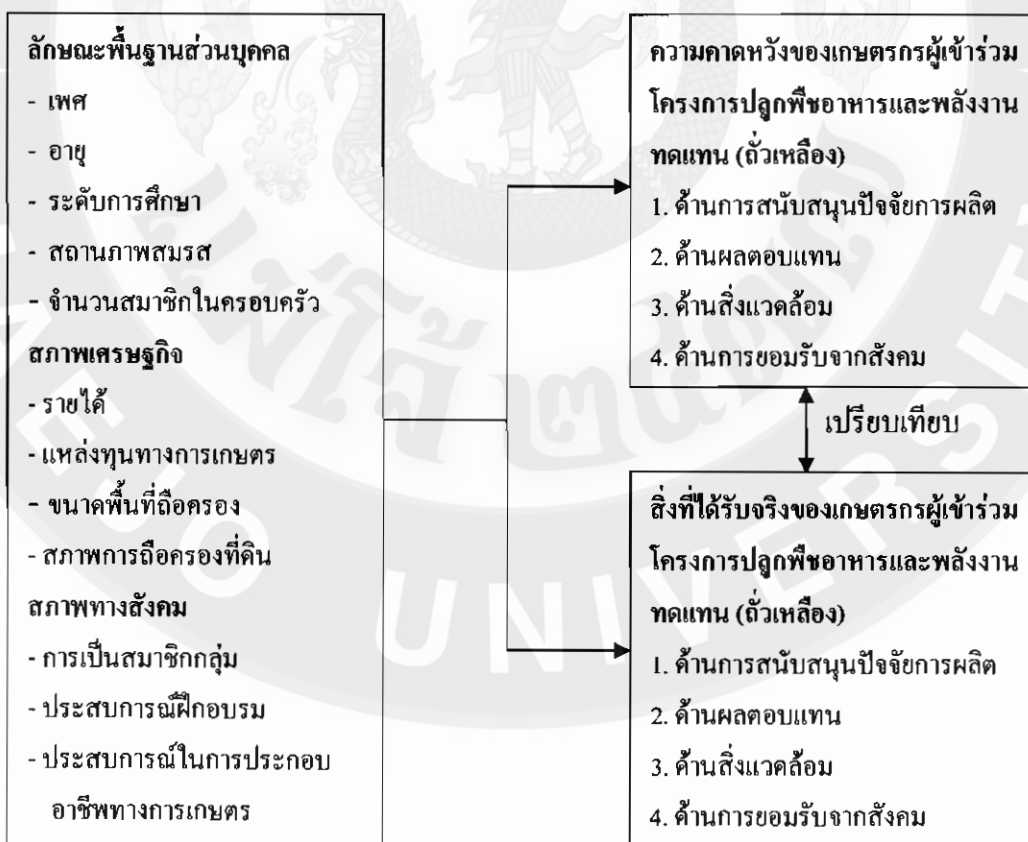 ลักษณะพื้นฐานส่วนบุคคล
- เพศ
- อายุ
- ระดับการศึกษา
- สถานภาพสมรส
- จำนวนสมาชิกในครอบครัว
สภาพเศรษฐกิจ
- รายได้
- แหล่งทุนทางการเกษตร
- ขนาดพื้นที่ถือครอง
- สภาพการถือครองที่ดิน
สภาพทางสังคม
- การเป็นสมาชิกกลุ่ม
- ประสบการณ์ฝึกอบรม
- ประสบการณ์ในการประกอบ
อาชีพทางการเกษตร
ความคาดหวังของเกษตรกรผู้เข้าร่วม
โครงการปลูกพืชอาหารและพลังงาน
ทดแทน (ถั่วเหลือง)
1. ด้านการสนับสนุนปัจจัยการผลิต
2. ด้านผลตอบแทน
3. ด้านสิ่งแวดล้อม
4. ด้านการยอมรับจากสังคม
เปรียบเทียบ
สิ่งที่ได้รับจริงของเกษตรกรผู้เข้าร่วม
โครงการปลูกพืชอาหารและพลังงาน
ทดแทน (ถั่วเหลือง)
1. ด้านการสนับสนุนปัจจัยการผลิต
2. ด้านผลตอบแทน
3. ด้านสิ่งแวดล้อม
4. ด้านการยอมรับจากสังคม
แม่โจ้ ๒๔๗๗
UNIVERSIT